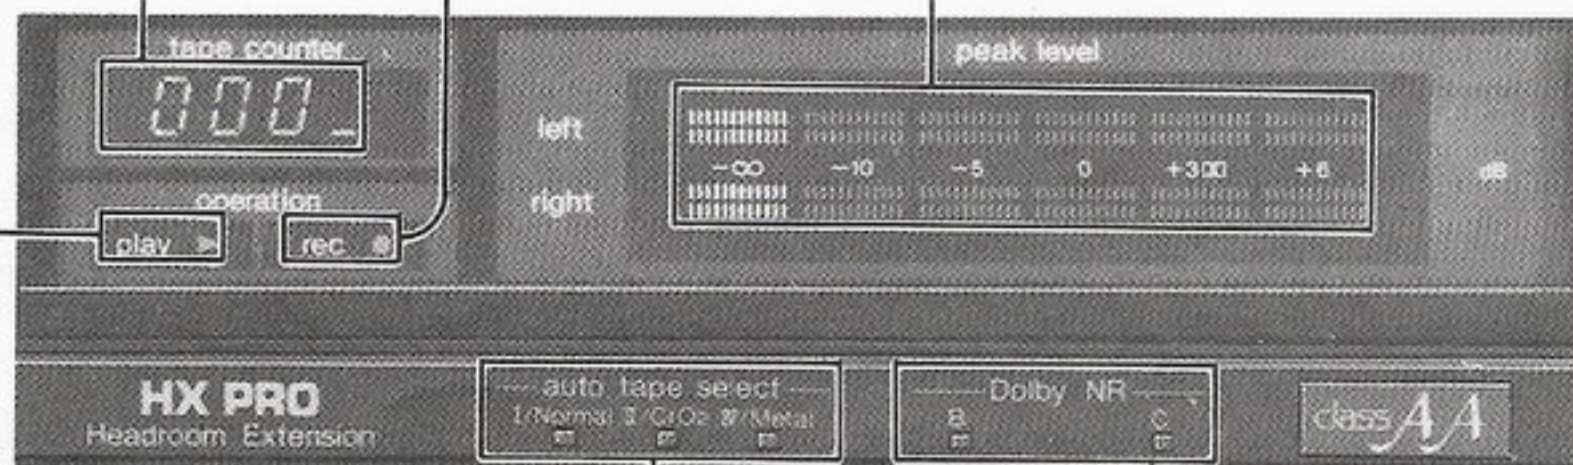 tape counter
000
peak level
left
-∞ -10 -5 0 +3 +6 dB
right
operation
play
rec.
HX PRO
Headroom Extension
auto tape select
I/Normal II/CrO2 IV/Metal
Dolby NR
B C
class AA